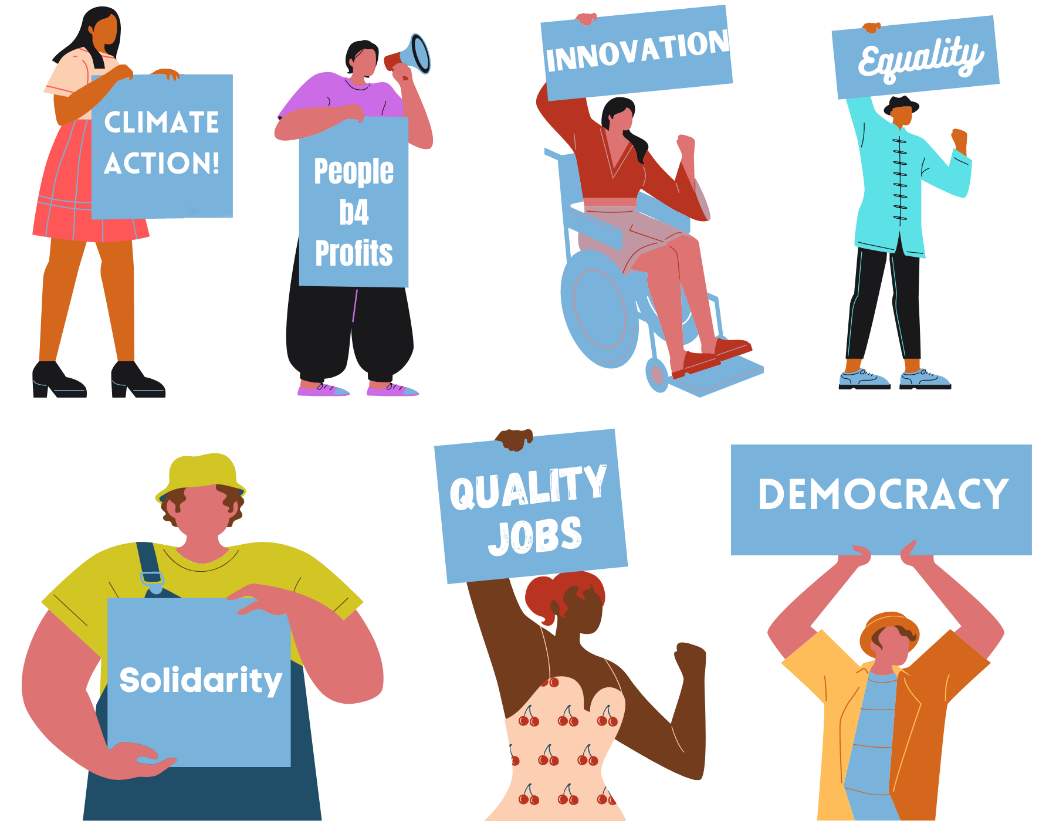 CLIMATE
ACTION!
People
b4
Profits
INNOVATION
Equality
Solidarity
QUALITY
JOBS
DEMOCRACY